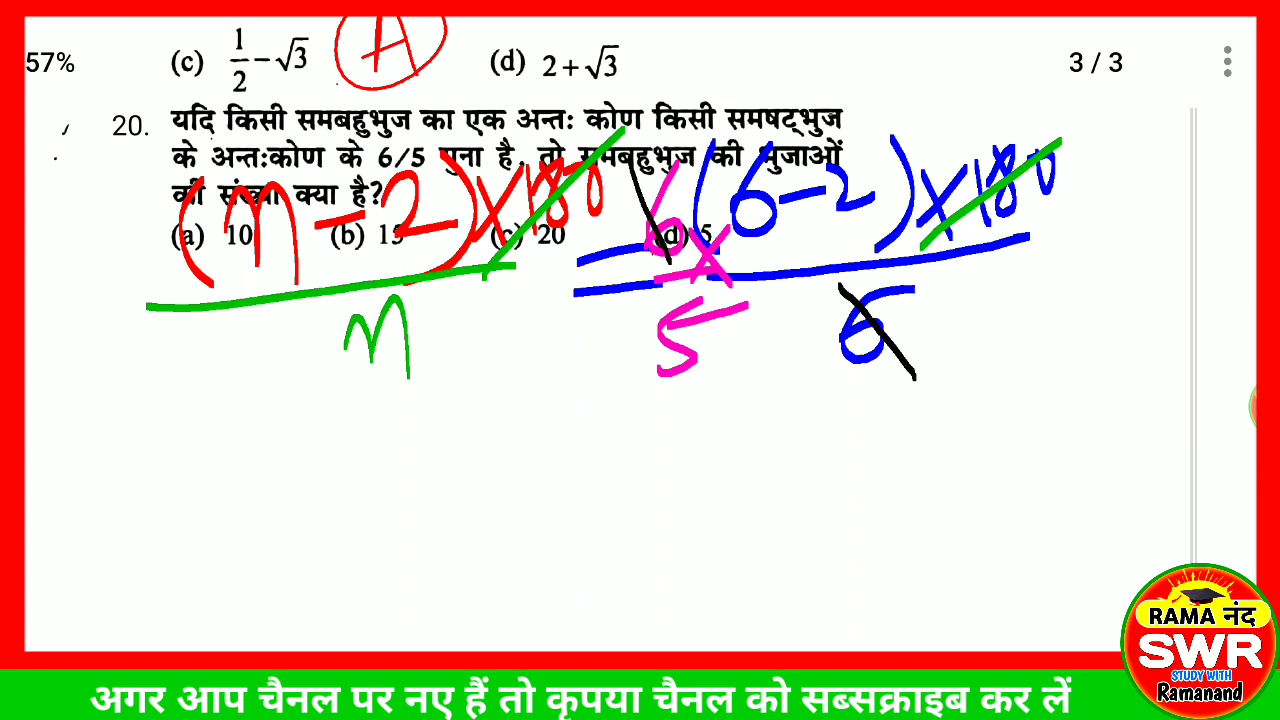 57% (c) 1/2 − √3 A (d) 2 + √3 3 / 3
20. यदि किसी समबहुभुज का एक अन्तः कोण किसी समषट्भुज
के अन्तःकोण के 6/5 गुना है, तो समबहुभुज की भुजाओं
की संख्या क्या है?
(a) 10 (b) 15 (c) 20 (d) 5
(n − 2) × 180 / n = 6/5 × (6 − 2) × 180 / 6
RAMA नंद
SWR
STUDY WITH
Ramanand
अगर आप चैनल पर नए हैं तो कृपया चैनल को सब्सक्राइब कर लें